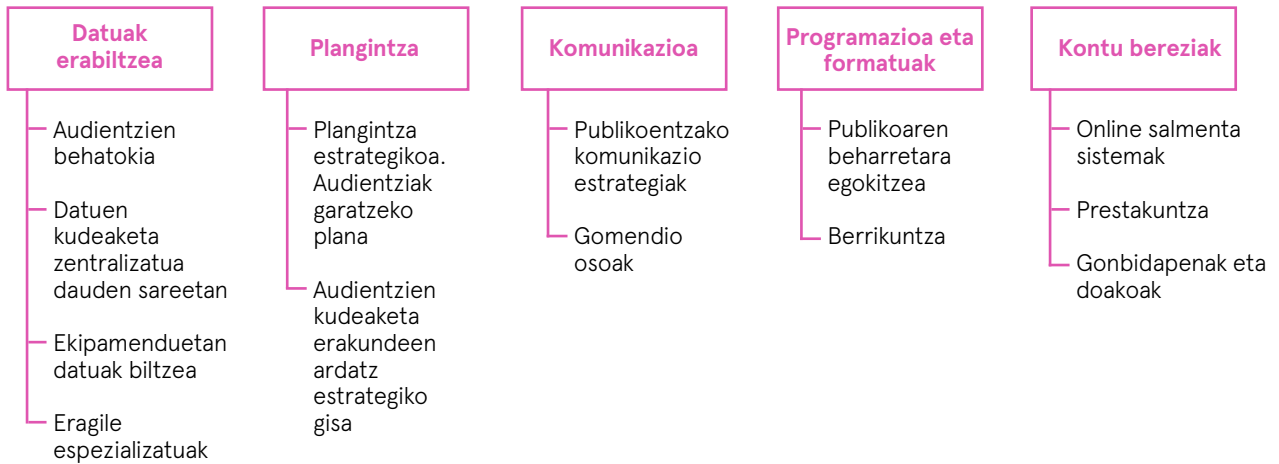 Datuak
erabiltzea
Audientzien
behatokia
Datuen
kudeaketa
zentralizatua
dauden sareetan
Ekipamenduetan
datuak biltzea
Eragile
espezializatuak
Plangintza
Plangintza
estrategikoa.
Audientziak
garatzeko
plana
Audientzien
kudeaketa
erakundeen
ardatz
estrategiko
gisa
Komunikazioa
Publikoentzako
komunikazio
estrategiak
Gomendio
osoak
Programazioa eta
formatuak
Publikoaren
beharretara
egokitzea
Berrikuntza
Kontu bereziak
Online salmenta
sistemak
Prestakuntza
Gonbidapenak eta
doakoak